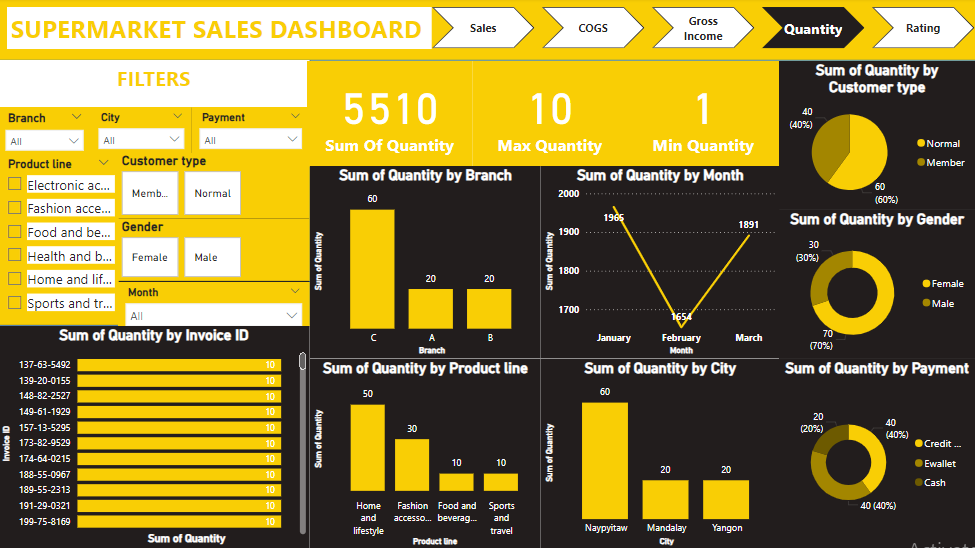 SUPERMARKET SALES DASHBOARD
Sales
COGS
Gross
Income
Quantity
Rating
FILTERS
Branch
All
City
All
Payment
All
Product line
Electronic ac...
Fashion acce...
Food and be...
Health and b...
Home and lif...
Sports and tr...
Customer type
Memb...
Normal
Gender
Female
Male
Month
All
5510
Sum Of Quantity
10
Max Quantity
1
Min Quantity
Sum of Quantity by
Customer type
40
(40%)
60
(60%)
Normal
Member
Sum of Quantity by Branch
Sum of Quantity
60
20
20
C
A
B
Branch
Sum of Quantity by Month
Sum of Quantity
2000
1900
1800
1700
1965
1654
1891
January
February
March
Month
Sum of Quantity by Gender
30
(30%)
70
(70%)
Female
Male
Sum of Quantity by Invoice ID
Invoice ID
137-63-5492 10
139-20-0155 10
148-82-2527 10
149-61-1929 10
157-13-5295 10
173-82-9529 10
174-64-0215 10
188-55-0967 10
189-55-2313 10
191-29-0321 10
199-75-8169 10
Sum of Quantity
Sum of Quantity by Product line
Sum of Quantity
50
30
10
10
Home
and
lifestyle
Fashion
accesso...
Food and
beverag...
Sports
and
travel
Product line
Sum of Quantity by City
Sum of Quantity
60
20
20
Naypyitaw
Mandalay
Yangon
City
Sum of Quantity by Payment
20
(20%)
40
(40%)
40 (40%)
Credit ...
Ewallet
Cash